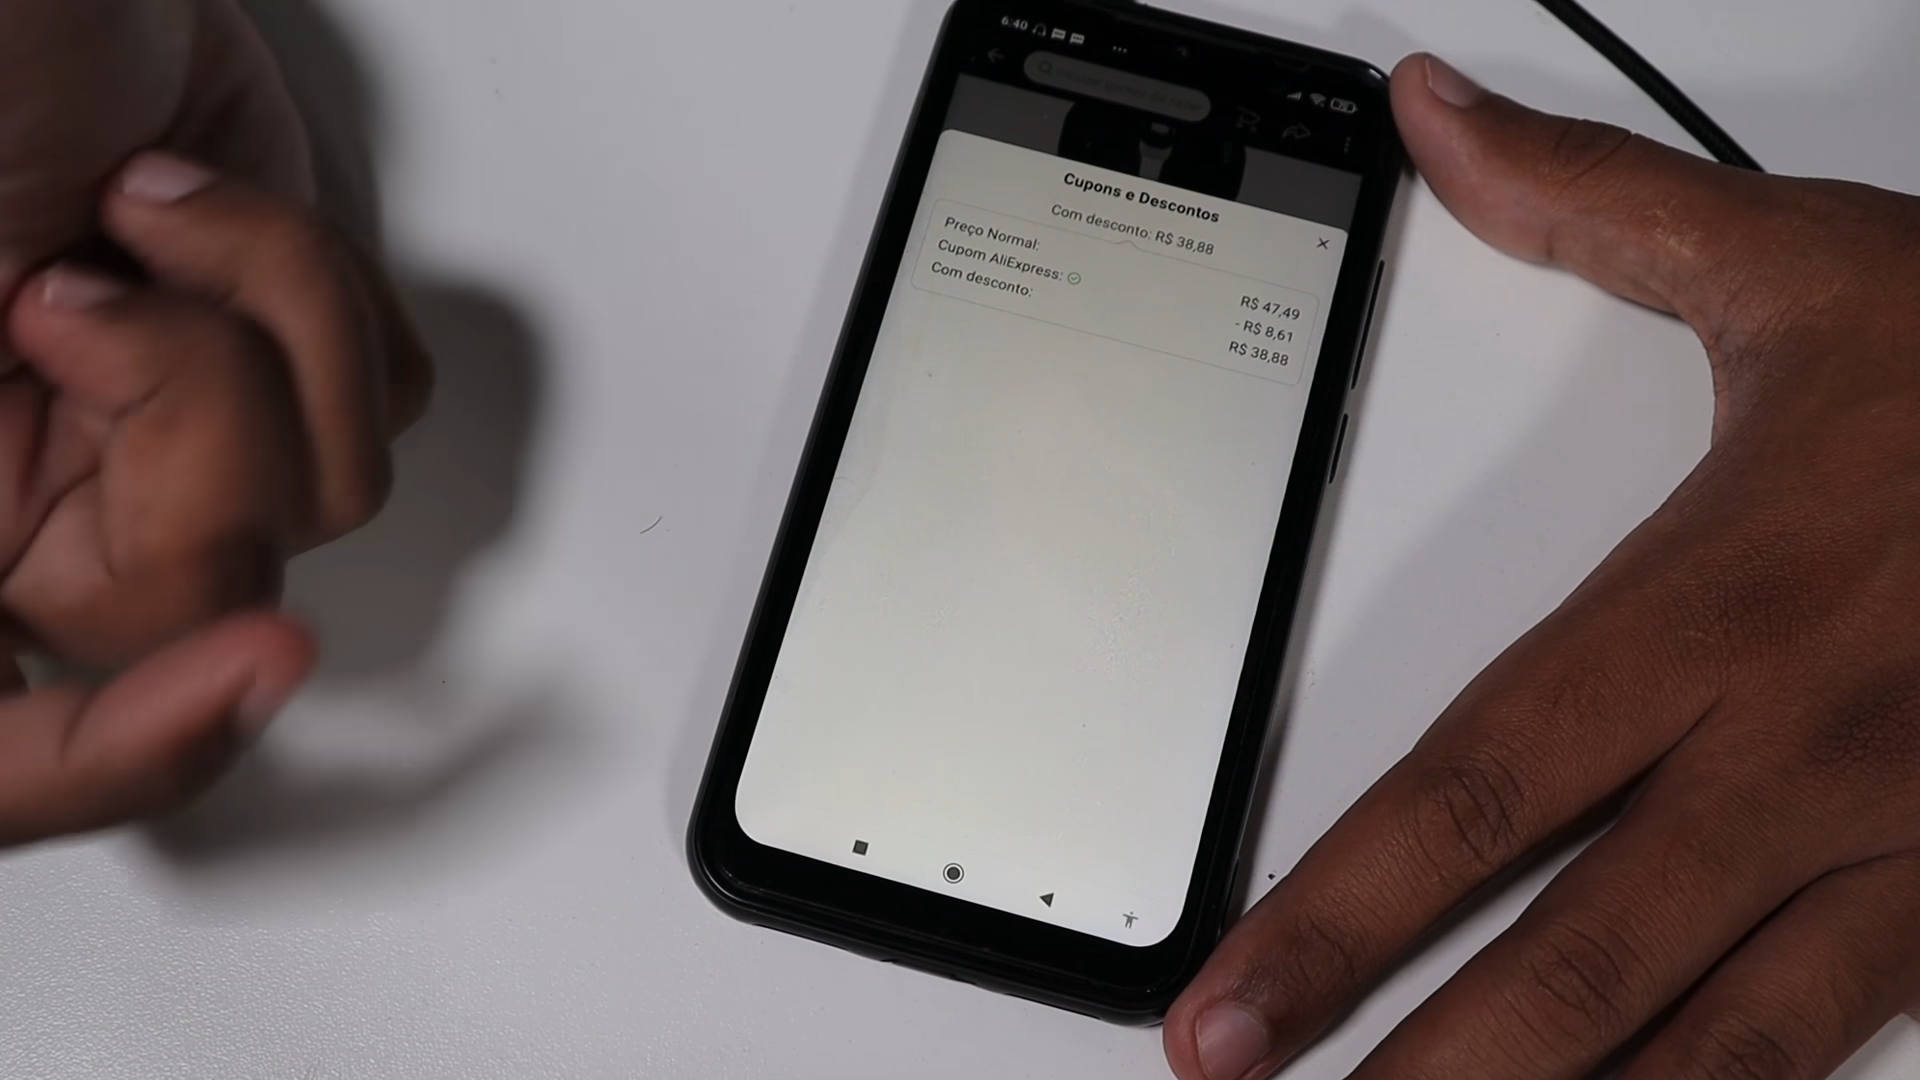 6:40
Cupons e Descontos
Com desconto: R$ 38,88
Preço Normal: R$ 47,49
Cupom AliExpress: - R$ 8,61
Com desconto: R$ 38,88